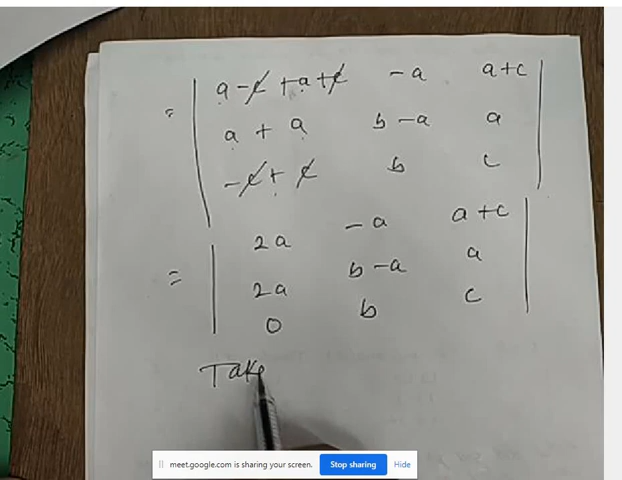 = | a - c + a + c   - a   a + c |
a + a   b - a   a
- c + c   b   c
= | 2a   - a   a + c |
2a   b - a   a
0   b   c
Take
meet.google.com is sharing your screen. Stop sharing Hide